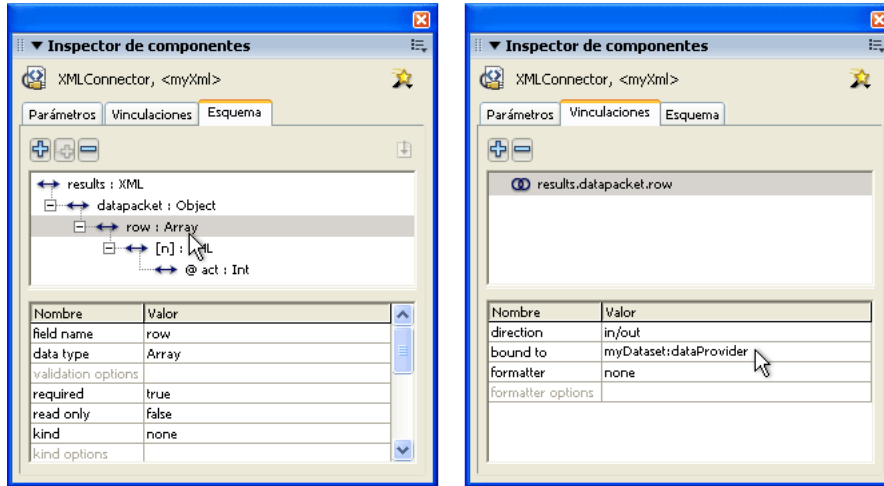 Inspector de componentes
XMLConnector, <myXml>
Parámetros Vinculaciones Esquema
results : XML
datapacket : Object
row : Array
[n] :
@ act : Int
Nombre Valor
field name row
data type Array
validation options
required true
read only false
kind none
kind options
Inspector de componentes
XMLConnector, <myXml>
Parámetros Vinculaciones Esquema
results.datapacket.row
Nombre Valor
direction in/out
bound to myDataset:dataProvider
formatter none
formatter options